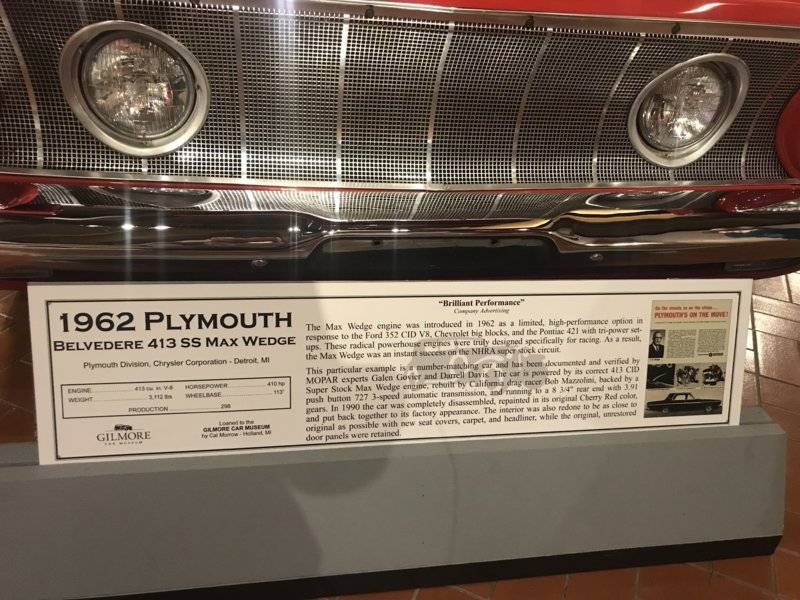 1962 PLYMOUTH
BELVEDERE 413 SS MAX WEDGE
Plymouth Division, Chrysler Corporation - Detroit, MI
ENGINE 413 cu. in. V-8 HORSEPOWER 410 hp
WEIGHT 3,112 lbs WHEELBASE 113"
PRODUCTION 298
GILMORE
CAR MUSEUM
Loaned to the
GILMORE CAR MUSEUM
by Cal Morrow - Holland, MI
"Brilliant Performance"
Company Advertising
The Max Wedge engine was introduced in 1962 as a limited, high-performance option in
response to the Ford 352 CID V8, Chevrolet big blocks, and the Pontiac 421 with tri-power set-
ups. These radical powerhouse engines were truly designed specifically for racing. As a result,
the Max Wedge was an instant success on the NHRA super stock circuit.
This particular example is a number-matching car and has been documented and verified by
MOPAR experts Galen Govier and Darrell Davis. The car is powered by its correct 413 CID
Super Stock Max Wedge engine, rebuilt by California racer Bob Mazzolini, backed by a
push button 727 3-speed automatic transmission, and running to a 8 3/4" rear end with 3.91
gears. In 1990 the car was completely disassembled, repainted in its original Cherry Red color,
and put back together to its factory appearance. The interior was also redone to be as close to
original as possible with new seat covers, carpet, and headliner, while the original, unrestored
door panels were retained.
PLYMOUTH'S ON THE MOVE!